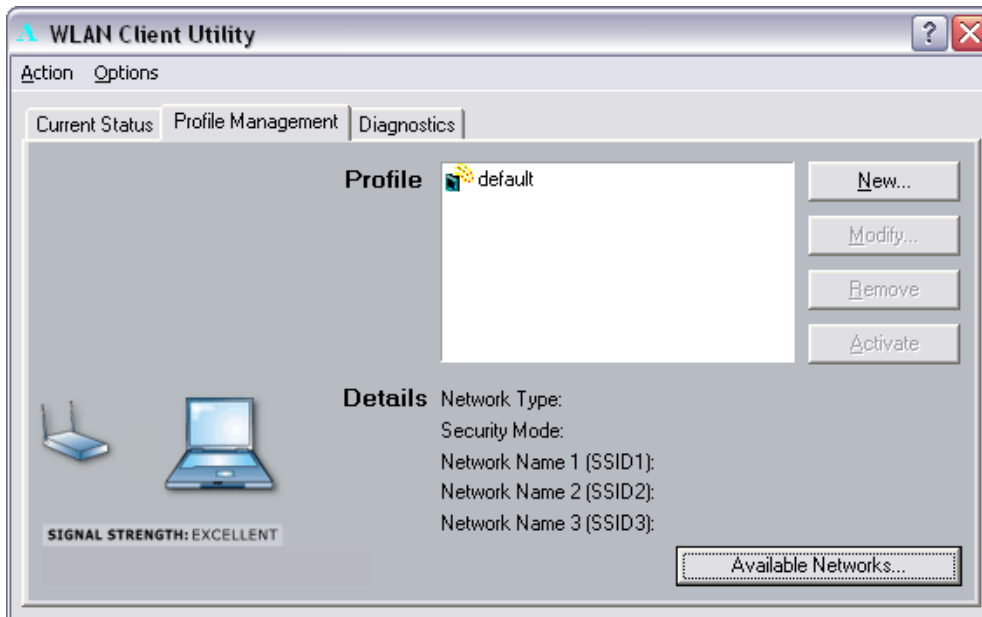 WLAN Client Utility
Action Options
Current Status Profile Management Diagnostics
Profile default New...
Modify...
Remove
Activate
Details Network Type:
Security Mode:
Network Name 1 (SSID1):
Network Name 2 (SSID2):
Network Name 3 (SSID3):
SIGNAL STRENGTH: EXCELLENT
Available Networks...